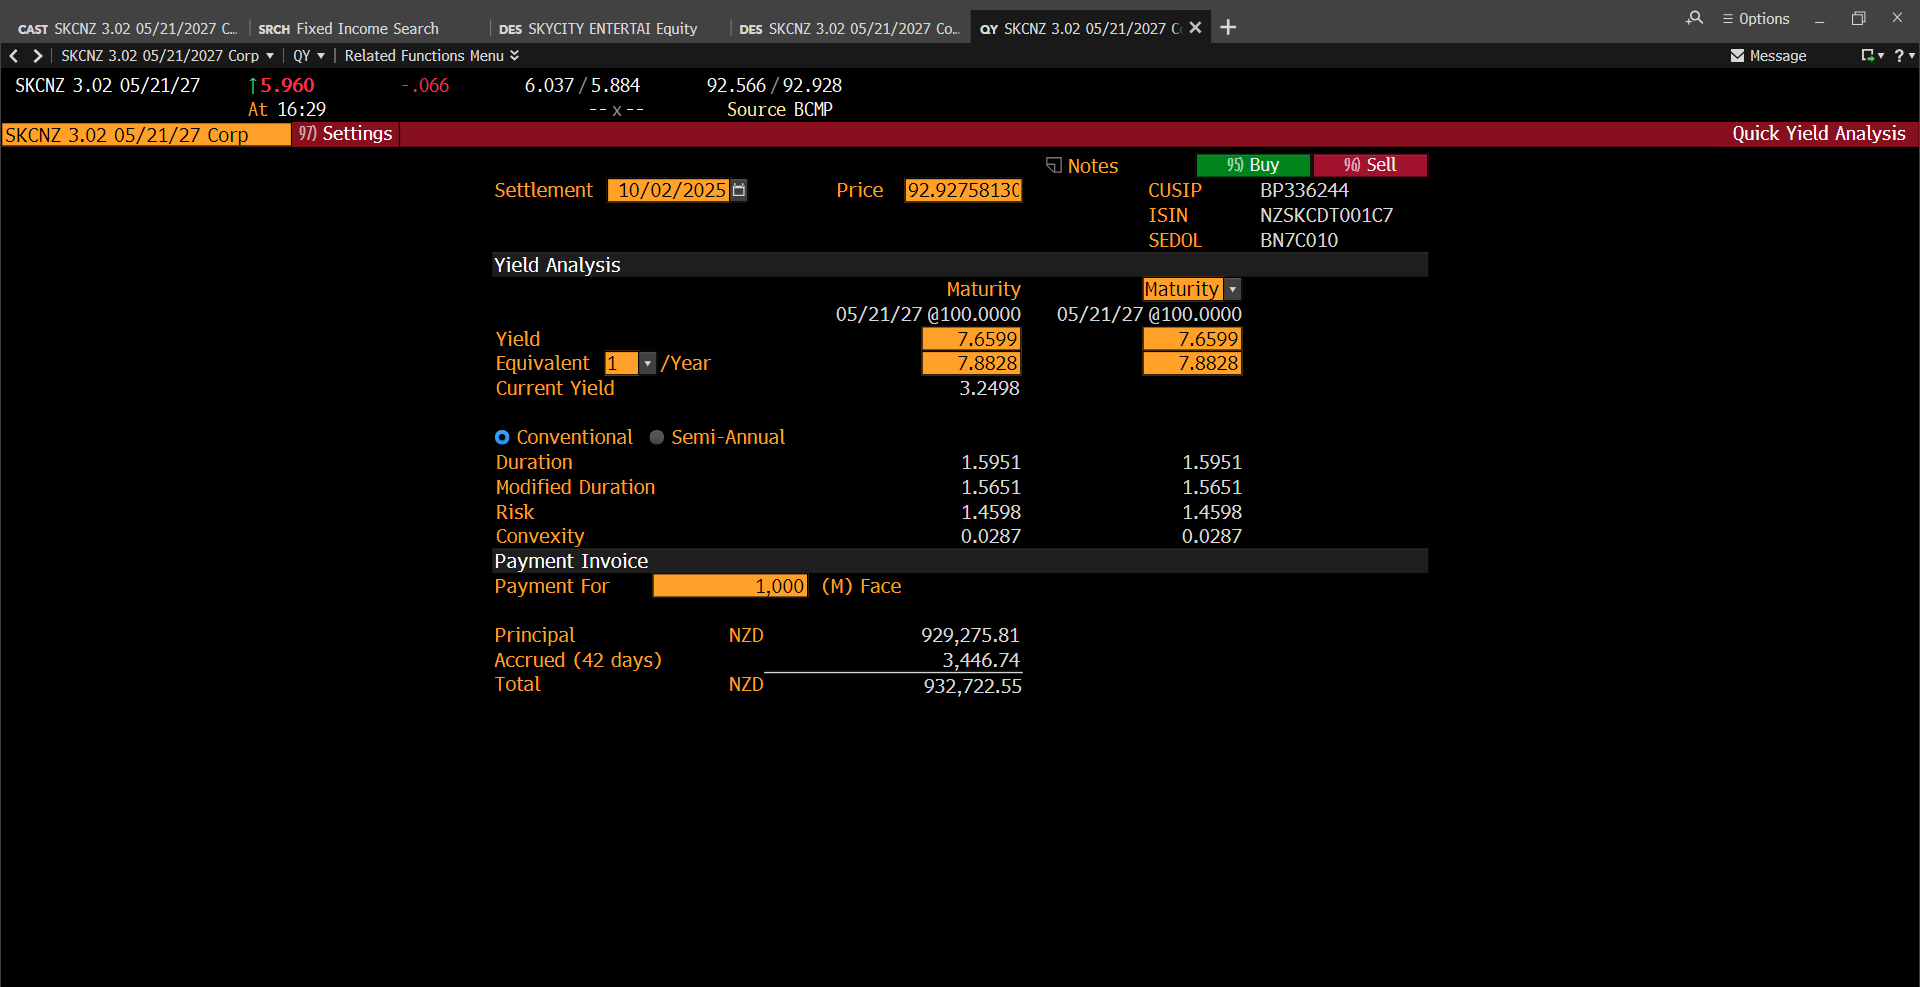 CAST SKCNZ 3.02 05/21/2027 C... SRCH Fixed Income Search DES SKYCITY ENTERTAI Equity DES SKCNZ 3.02 05/21/2027 Co... QY SKCNZ 3.02 05/21/2027 C Options
SKCNZ 3.02 05/21/2027 Corp QY Related Functions Menu Message ?
SKCNZ 3.02 05/21/27 ↑5.960 -.066 6.037 / 5.884 92.566 / 92.928
At 16:29 -- x -- Source BCMP
SKCNZ 3.02 05/21/27 Corp 97) Settings Quick Yield Analysis
Notes 95) Buy 96) Sell
Settlement 10/02/2025 Price 92.92758130 CUSIP BP336244
ISIN NZSKCDT001C7
SEDOL BN7C010
Yield Analysis
Maturity Maturity
05/21/27 @100.0000 05/21/27 @100.0000
Yield 7.6599 7.6599
Equivalent 1 /Year 7.8828 7.8828
Current Yield 3.2498
Conventional Semi-Annual
Duration 1.5951 1.5951
Modified Duration 1.5651 1.5651
Risk 1.4598 1.4598
Convexity 0.0287 0.0287
Payment Invoice
Payment For 1,000 (M) Face
Principal NZD 929,275.81
Accrued (42 days) 3,446.74
Total NZD 932,722.55